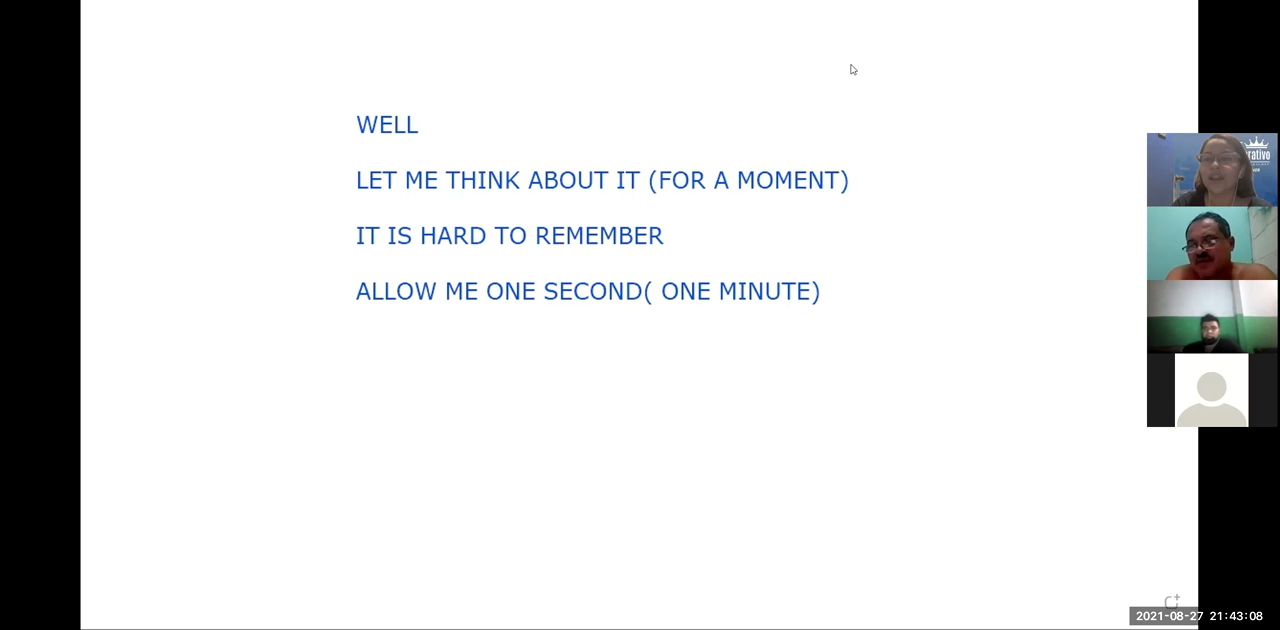 WELL
LET ME THINK ABOUT IT (FOR A MOMENT)
IT IS HARD TO REMEMBER
ALLOW ME ONE SECOND( ONE MINUTE)
2021-08-27 21:43:08